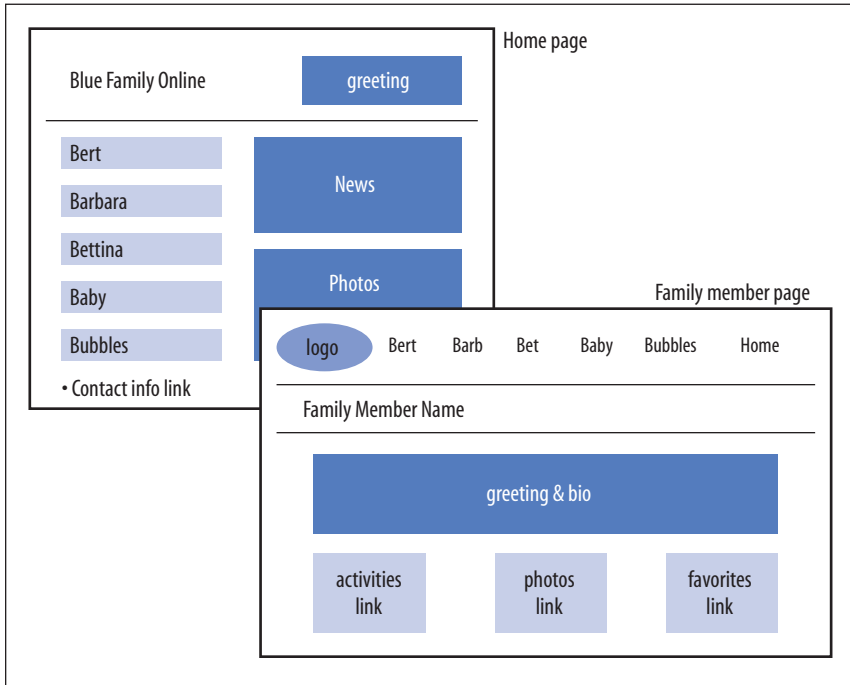 Home page
Blue Family Online
greeting
Bert
Barbara
Bettina
Baby
Bubbles
• Contact info link
News
Photos
Family member page
logo Bert Barb Bet Baby Bubbles Home
Family Member Name
greeting & bio
activities
link
photos
link
favorites
link